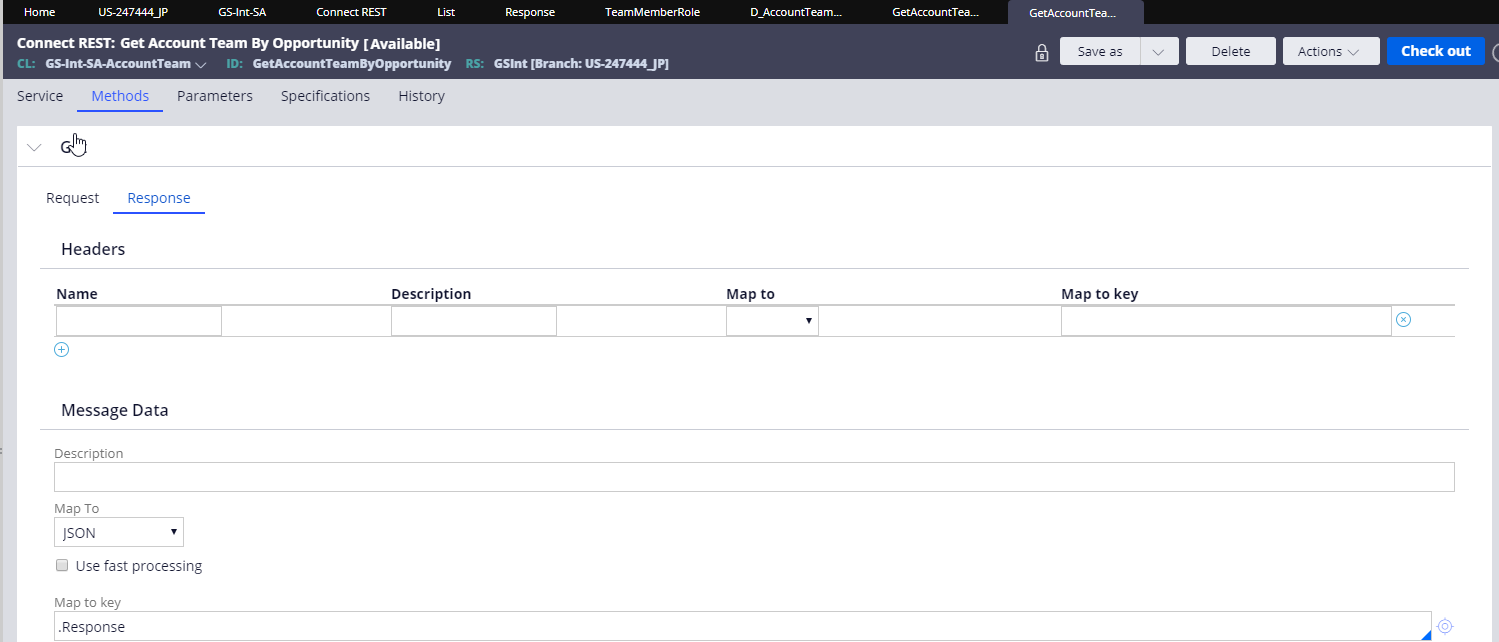 Home US-247444_JP GS-Int-SA Connect REST List Response TeamMemberRole D_AccountTeam... GetAccountTea... GetAccountTea...
Connect REST: Get Account Team By Opportunity [Available]
Save as Delete Actions Check out
CL: GS-Int-SA-AccountTeam ID: GetAccountTeamByOpportunity RS: GSInt [Branch: US-247444_JP]
Service Methods Parameters Specifications History
Request Response
Headers
Name Description Map to Map to key
Message Data
Description
Map To
JSON
Use fast processing
Map to key
.Response